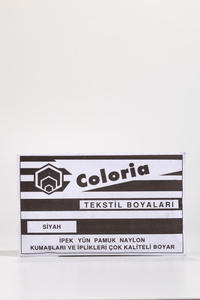 Coloria
TEKSTİL BOYALARI
SİYAH
İPEK YÜN PAMUK NAYLON
KUMAŞLARI VE İPLİKLERİ ÇOK KALİTELİ BOYAR